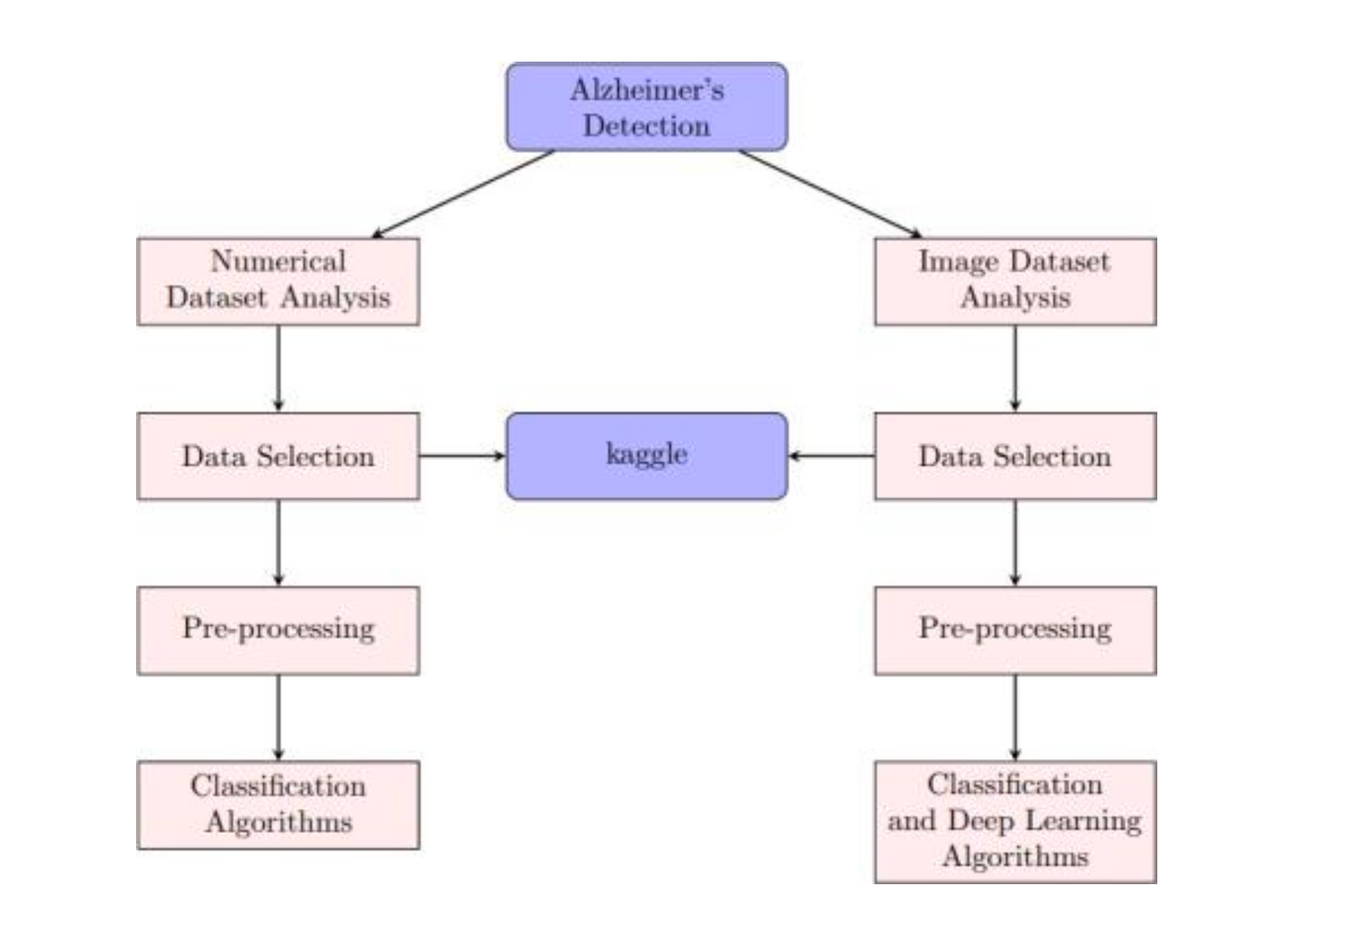 Alzheimer's
Detection
Numerical
Dataset Analysis
Image Dataset
Analysis
Data Selection
kaggle
Data Selection
Pre-processing
Pre-processing
Classification
Algorithms
Classification
and Deep Learning
Algorithms